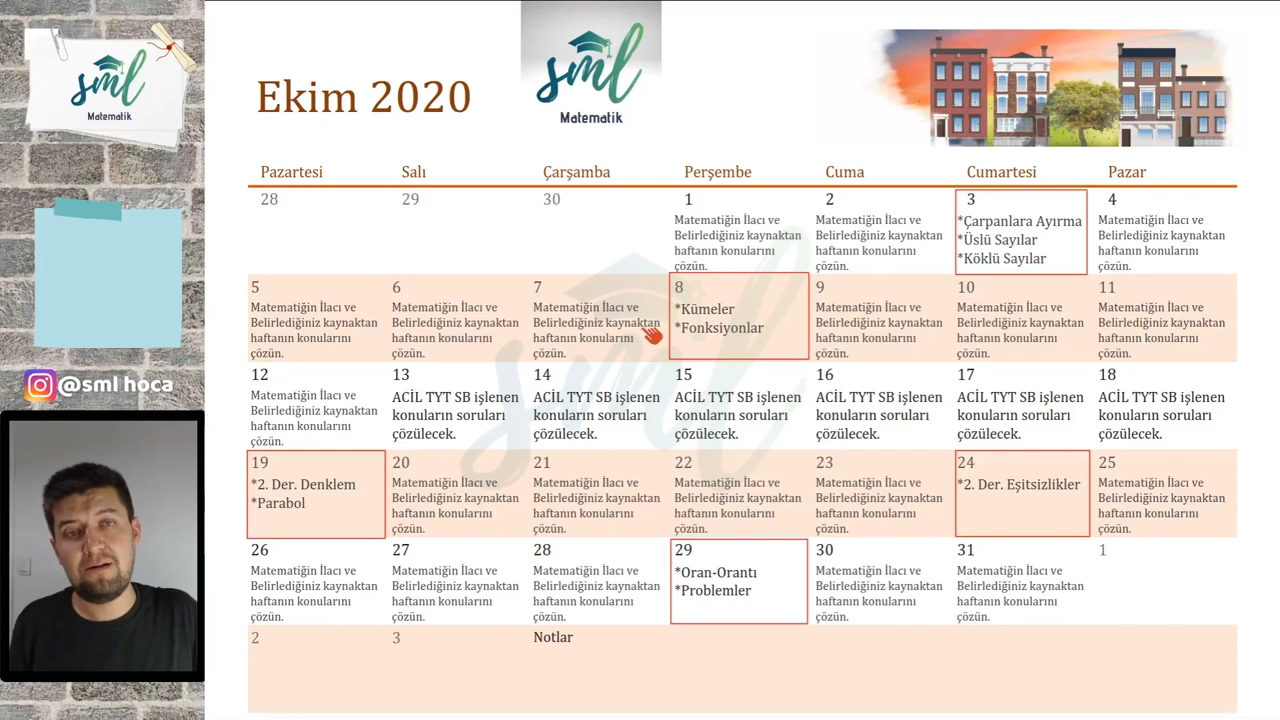 sml
Matematik
@sml hoca
Ekim 2020
sml
Matematik
Pazartesi Salı Çarşamba Perşembe Cuma Cumartesi Pazar
28 29 30 1 2 3 4
Matematiğin İlacı ve
Belirlediğiniz kaynaktan
haftanın konularını
çözün.
Matematiğin İlacı ve
Belirlediğiniz kaynaktan
haftanın konularını
çözün.
*Çarpanlara Ayırma
*Üslü Sayılar
*Köklü Sayılar
Matematiğin İlacı ve
Belirlediğiniz kaynaktan
haftanın konularını
çözün.
5 6 7 8 9 10 11
Matematiğin İlacı ve
Belirlediğiniz kaynaktan
haftanın konularını
çözün.
Matematiğin İlacı ve
Belirlediğiniz kaynaktan
haftanın konularını
çözün.
Matematiğin İlacı ve
Belirlediğiniz kaynaktan
haftanın konularını
çözün.
*Kümeler
*Fonksiyonlar
Matematiğin İlacı ve
Belirlediğiniz kaynaktan
haftanın konularını
çözün.
Matematiğin İlacı ve
Belirlediğiniz kaynaktan
haftanın konularını
çözün.
Matematiğin İlacı ve
Belirlediğiniz kaynaktan
haftanın konularını
çözün.
12 13 14 15 16 17 18
Matematiğin İlacı ve
Belirlediğiniz kaynaktan
haftanın konularını
çözün.
ACİL TYT SB işlenen
konuların soruları
çözülecek.
ACİL TYT SB işlenen
konuların soruları
çözülecek.
ACİL TYT SB işlenen
konuların soruları
çözülecek.
ACİL TYT SB işlenen
konuların soruları
çözülecek.
ACİL TYT SB işlenen
konuların soruları
çözülecek.
ACİL TYT SB işlenen
konuların soruları
çözülecek.
19 20 21 22 23 24 25
*2. Der. Denklem
*Parabol
Matematiğin İlacı ve
Belirlediğiniz kaynaktan
haftanın konularını
çözün.
Matematiğin İlacı ve
Belirlediğiniz kaynaktan
haftanın konularını
çözün.
Matematiğin İlacı ve
Belirlediğiniz kaynaktan
haftanın konularını
çözün.
Matematiğin İlacı ve
Belirlediğiniz kaynaktan
haftanın konularını
çözün.
*2. Der. Eşitsizlikler
Matematiğin İlacı ve
Belirlediğiniz kaynaktan
haftanın konularını
çözün.
26 27 28 29 30 31 1
Matematiğin İlacı ve
Belirlediğiniz kaynaktan
haftanın konularını
çözün.
Matematiğin İlacı ve
Belirlediğiniz kaynaktan
haftanın konularını
çözün.
Matematiğin İlacı ve
Belirlediğiniz kaynaktan
haftanın konularını
çözün.
*Oran-Orantı
*Problemler
Matematiğin İlacı ve
Belirlediğiniz kaynaktan
haftanın konularını
çözün.
Matematiğin İlacı ve
Belirlediğiniz kaynaktan
haftanın konularını
çözün.
2 3 Notlar
sml